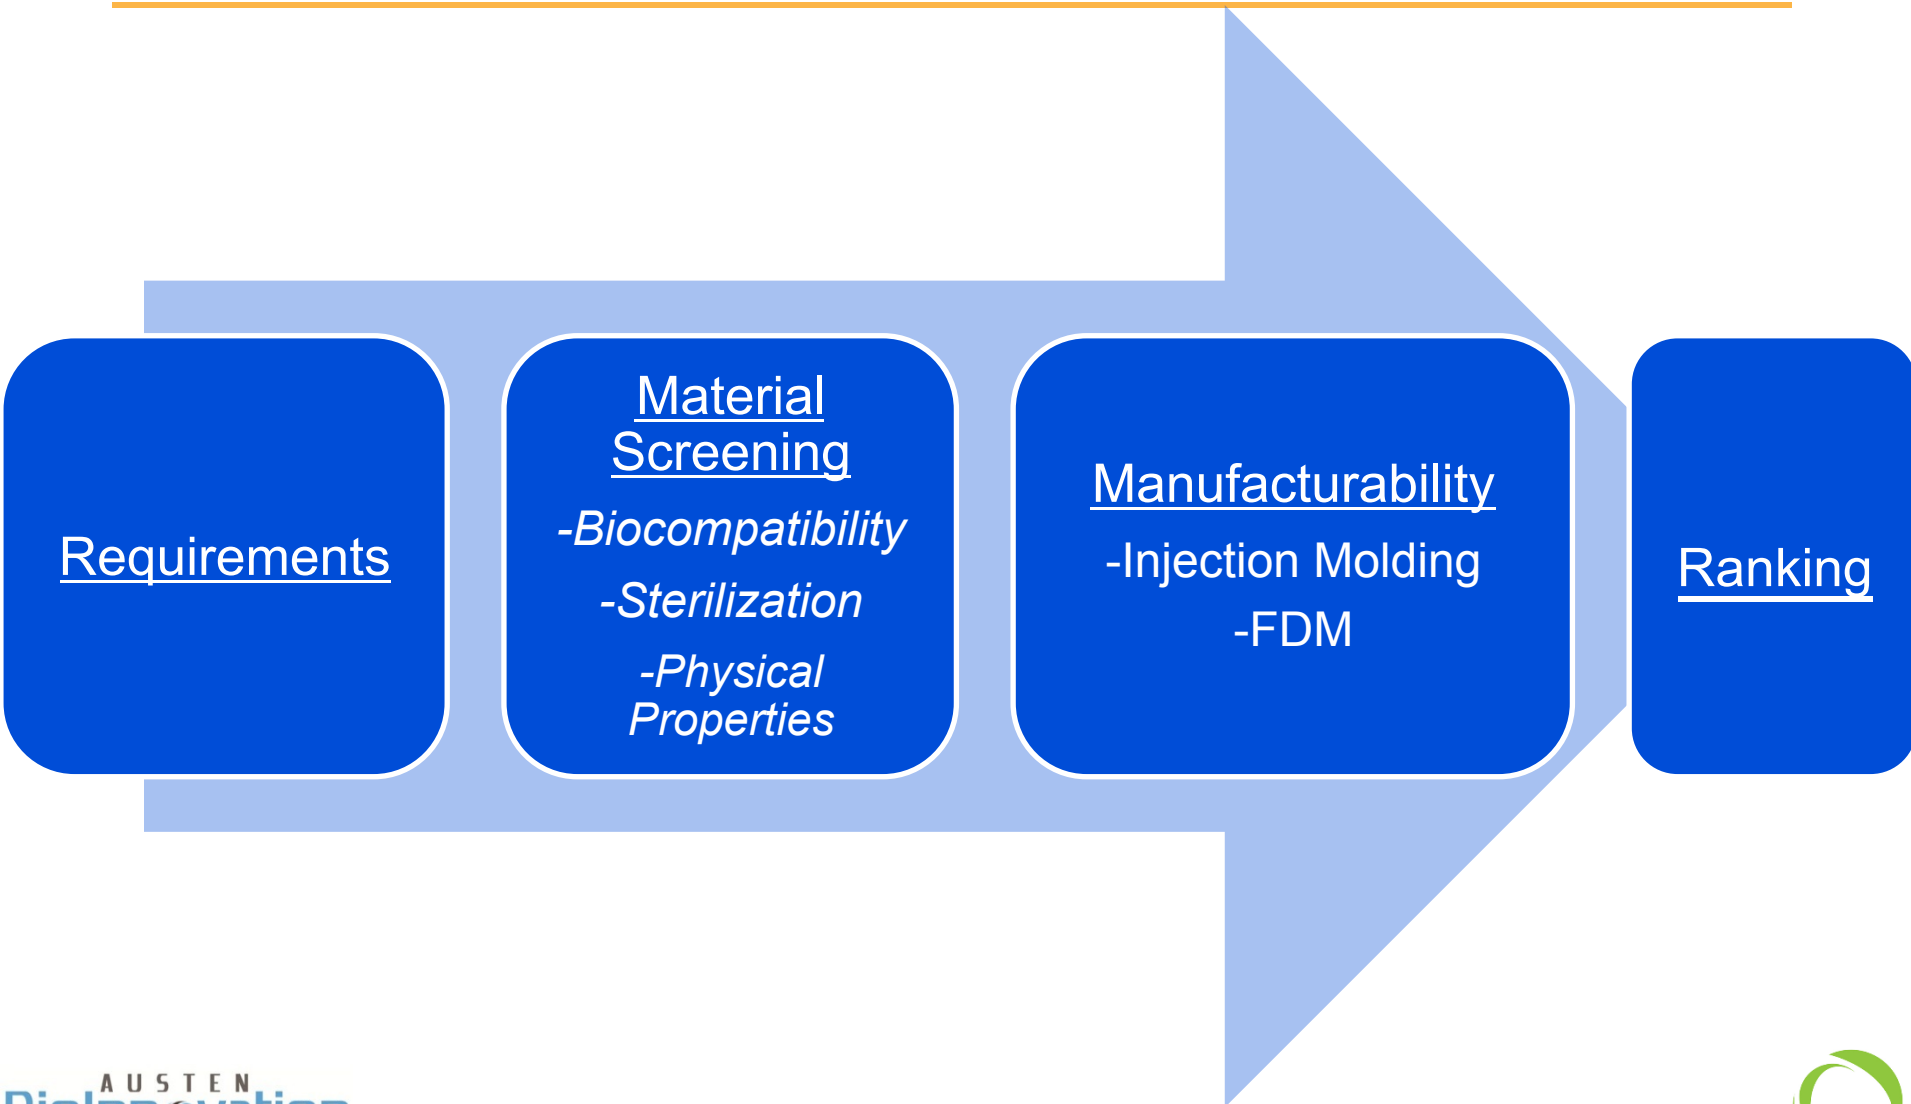 Requirements
Material
Screening
-Biocompatibility
-Sterilization
-Physical
Properties
Manufacturability
-Injection Molding
-FDM
Ranking
AUSTEN